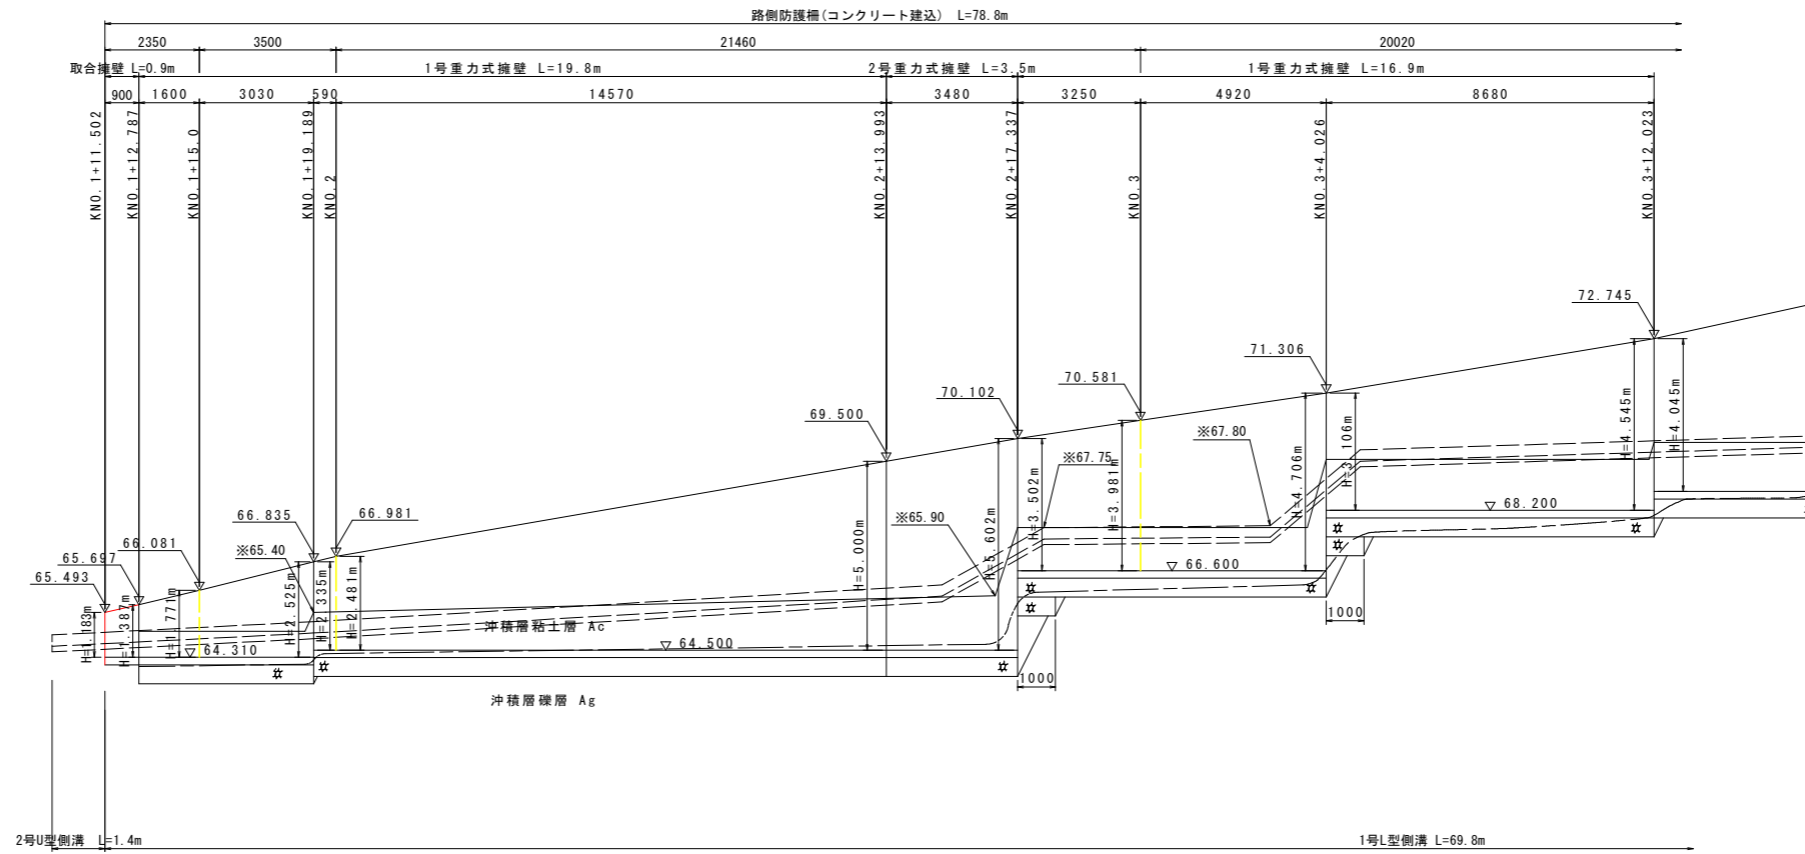 路側防護柵(コンクリート建込) L=78.8m
2350 3500 21460 20020
取合擁壁 L=0.9m 1号重力式擁壁 L=19.8m 2号重力式擁壁 L=3.5m 1号重力式擁壁 L=16.9m
900 1600 3030 590 14570 3480 3250 4920 8680
KNO.1+11.502
KNO.1+12.787
KNO.1+15.0
KNO.1+19.189
KNO.2
KNO.2+13.993
KNO.2+17.337
KNO.3
KNO.3+4.026
KNO.3+12.023
72.745
71.306
70.581
70.102
69.500
※67.80
※67.75
66.981
66.835
※65.90
66.081
※65.40
65.697
65.493
H=1.183m
H=1.387m
H=1.771m
H=2.525m
H=2.335m
H=2.481m
H=5.000m
H=5.602m
H=3.502m
H=3.981m
H=4.706m
H=3.106m
H=4.545m
H=4.045m
68.200
66.600
沖積層粘土層 Ac
64.310
64.500
1000
1000
沖積層礫層 Ag
2号U型側溝 L=1.4m 1号L型側溝 L=69.8m